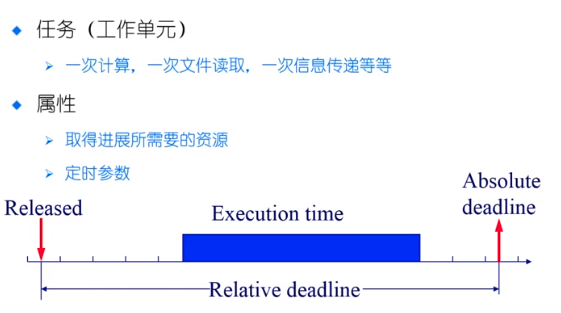 任务（工作单元）
一次计算，一次文件读取，一次信息传递等等
属性
取得进展所需要的资源
定时参数
Absolute
deadline
Released
Execution time
Relative deadline